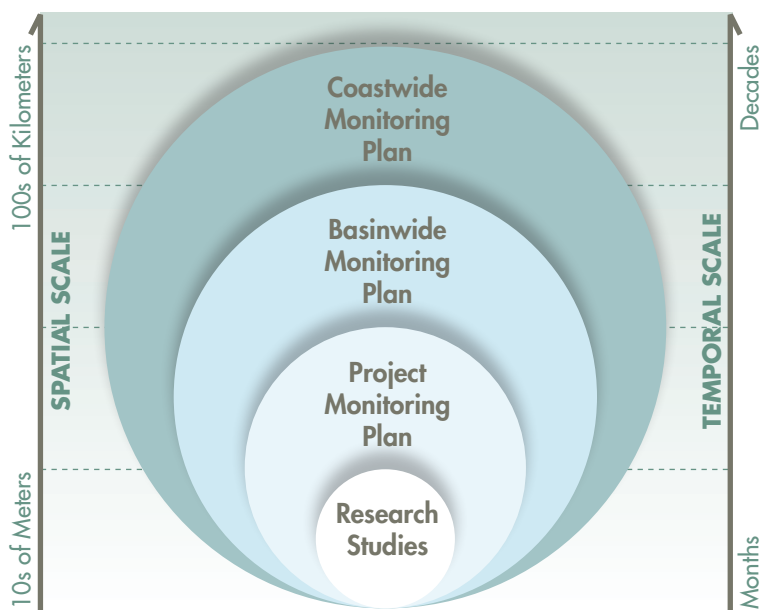 100s of Kilometers
SPATIAL SCALE
10s of Meters
Coastwide
Monitoring
Plan
Basinwide
Monitoring
Plan
Project
Monitoring
Plan
Research
Studies
Decades
TEMPORAL SCALE
Months